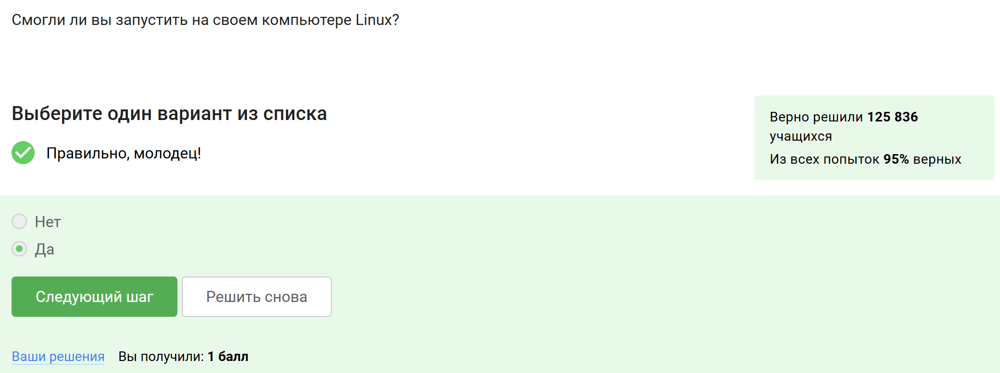 Смогли ли вы запустить на своем компьютере Linux?
Выберите один вариант из списка
Правильно, молодец!
Верно решили 125 836
учащихся
Из всех попыток 95% верных
Нет
Да
Следующий шаг
Решить снова
Ваши решения
Вы получили: 1 балл